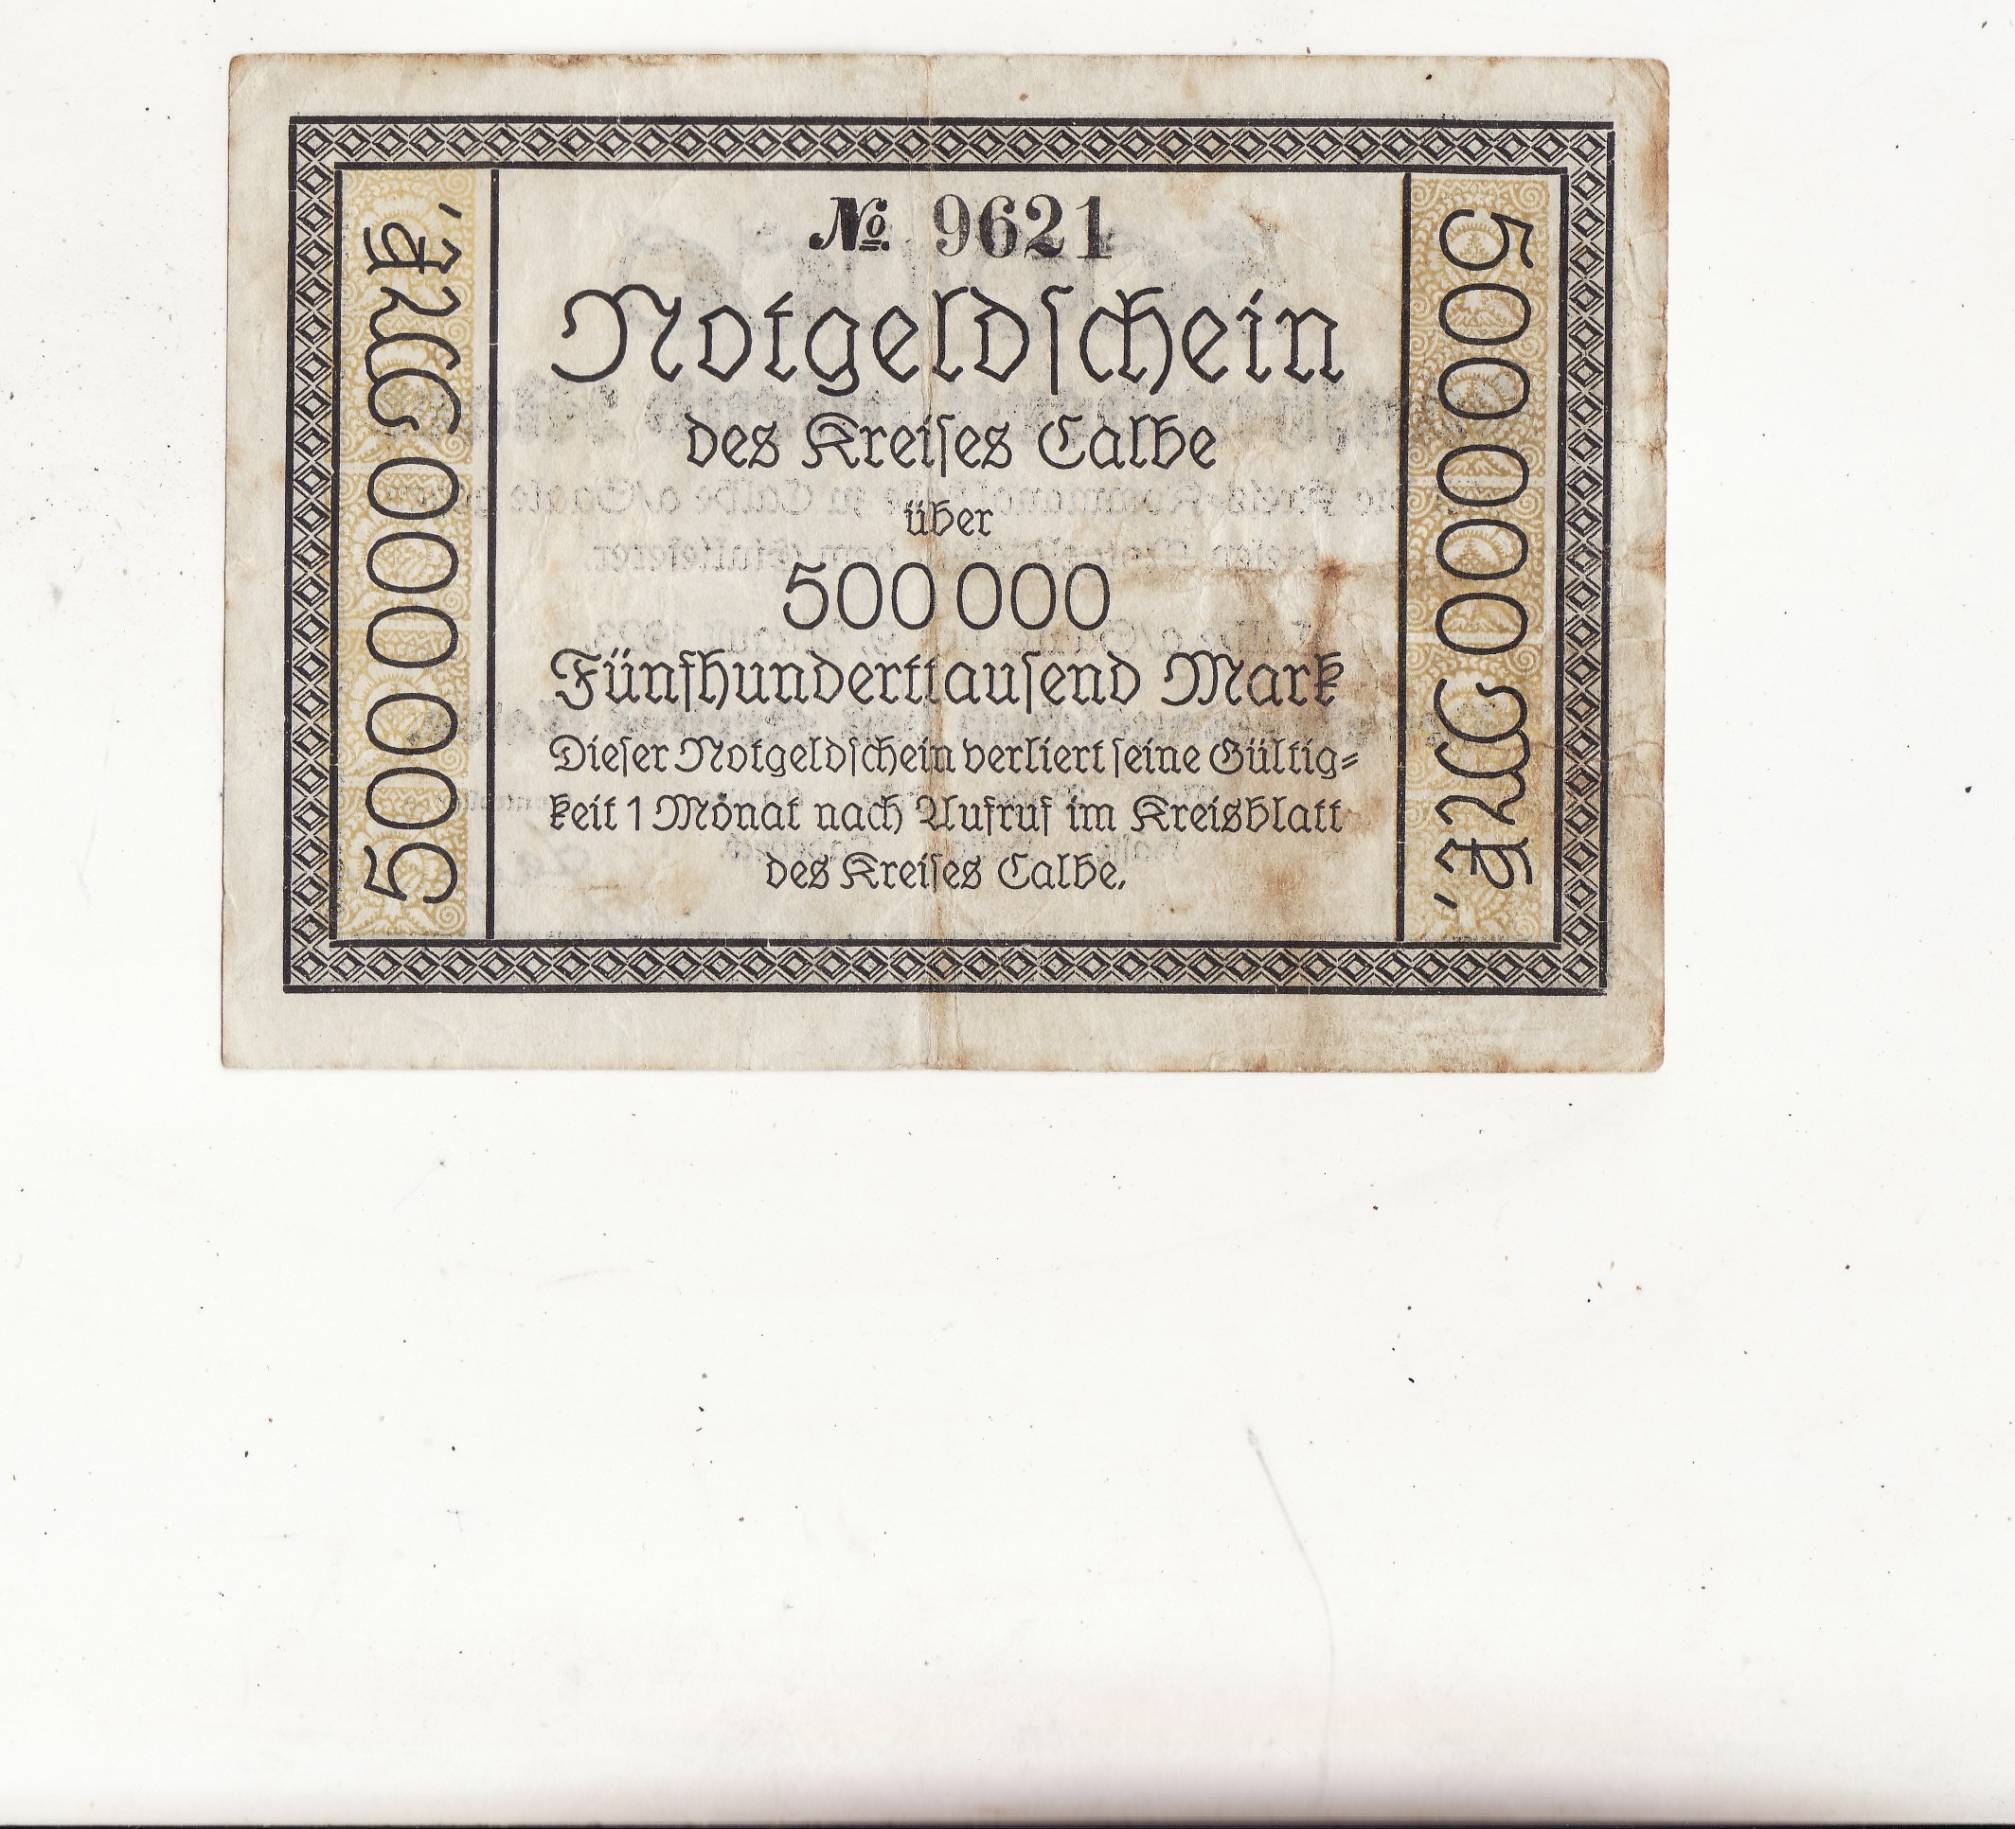 500000 Mk.
№ 9621
Notgeldſchein
des Kreiſes Calbe
über
500 000
Fünfhunderttauſend Mark
Dieſer Notgeldſchein verliert ſeine Gültig=
keit 1 Monat nach Aufruf im Kreisblatt
des Kreiſes Calbe.
500000 Mk.